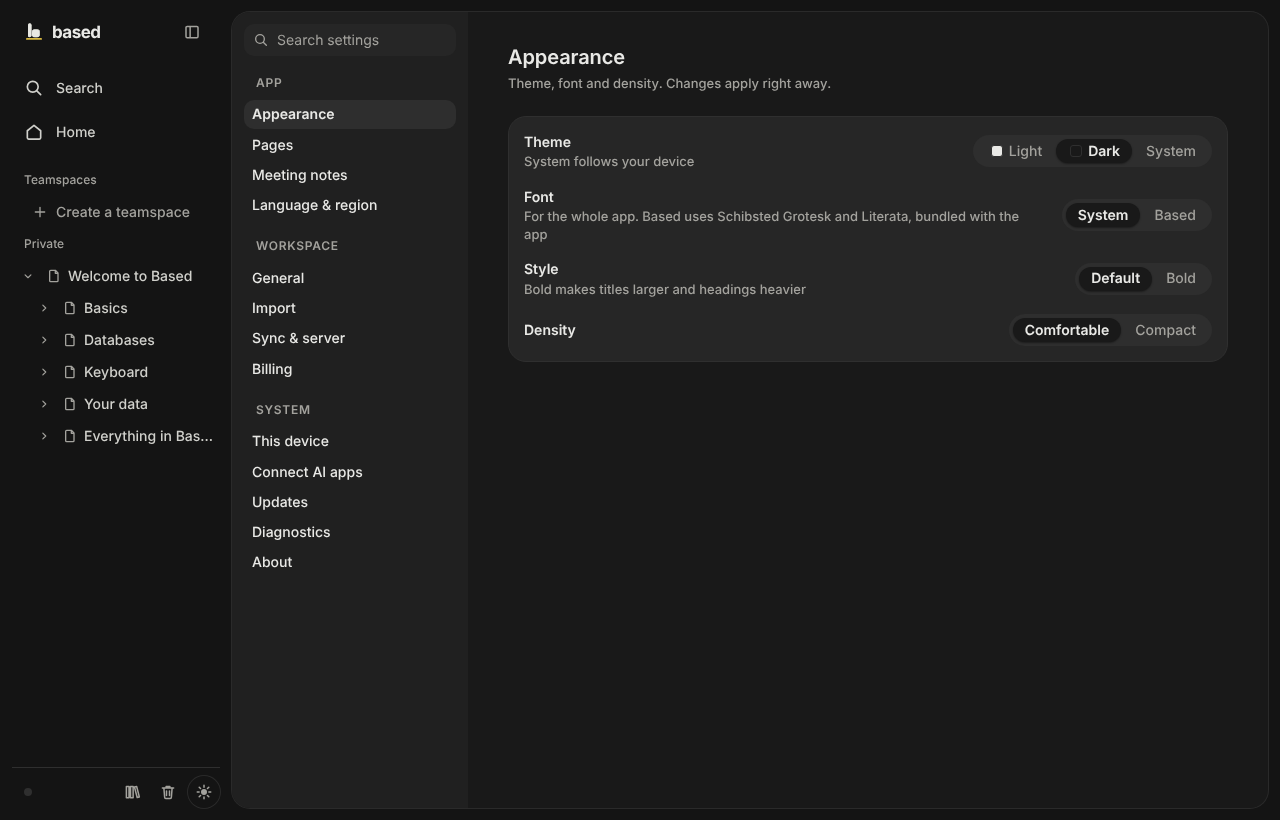 based
Search
Home
Teamspaces
Create a teamspace
Private
Welcome to Based
Basics
Databases
Keyboard
Your data
Everything in Bas...
Search settings
APP
Appearance
Pages
Meeting notes
Language & region
WORKSPACE
General
Import
Sync & server
Billing
SYSTEM
This device
Connect AI apps
Updates
Diagnostics
About
Appearance
Theme, font and density. Changes apply right away.
Theme
System follows your device
Light Dark System
Font
For the whole app. Based uses Schibsted Grotesk and Literata, bundled with the
app
System Based
Style
Bold makes titles larger and headings heavier
Default Bold
Density
Comfortable Compact